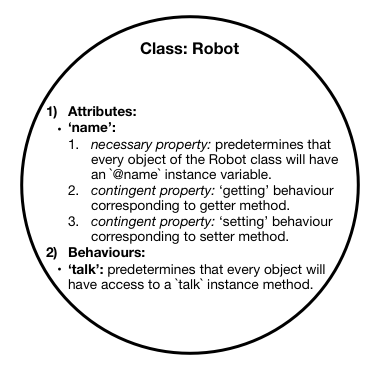 Class: Robot
1) Attributes:
· ‘name’:
1. necessary property: predetermines that
every object of the Robot class will have
an `@name` instance variable.
2. contingent property: ‘getting’ behaviour
corresponding to getter method.
3. contingent property: ‘setting’ behaviour
corresponding to setter method.
2) Behaviours:
· ‘talk’: predetermines that every object will
have access to a `talk` instance method.